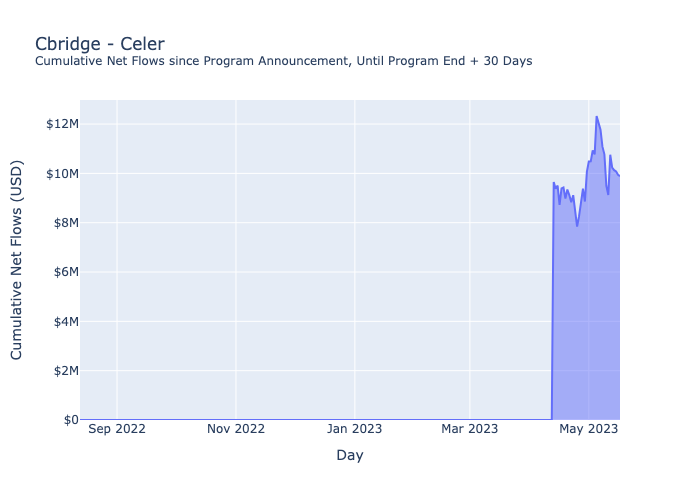 Cbridge - Celer
Cumulative Net Flows since Program Announcement, Until Program End + 30 Days
Cumulative Net Flows (USD)
$12M
$10M
$8M
$6M
$4M
$2M
$0
Sep 2022
Nov 2022
Jan 2023
Mar 2023
May 2023
Day